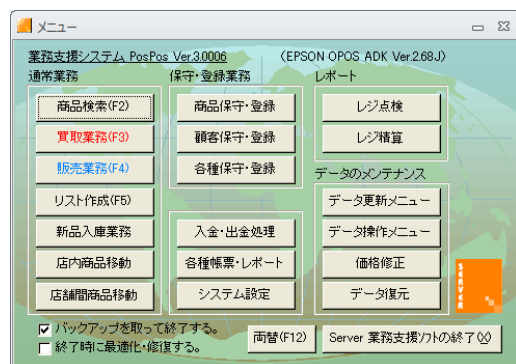 メニュー
業務支援システム PosPos Ver.3.0006 (EPSON OPOS ADK Ver.2.68J)
通常業務
商品検索(F2)
買取業務(F3)
販売業務(F4)
リスト作成(F5)
新品入庫業務
店内商品移動
店舗間商品移動
保守・登録業務
商品保守・登録
顧客保守・登録
各種保守・登録
入金・出金処理
各種帳票・レポート
システム設定
レポート
レジ点検
レジ精算
データのメンテナンス
データ更新メニュー
データ操作メニュー
価格修正
データ復元
SERVER
バックアップを取って終了する。
終了時に最適化・修復する。
両替(F12)
Server 業務支援ソフトの終了(X)